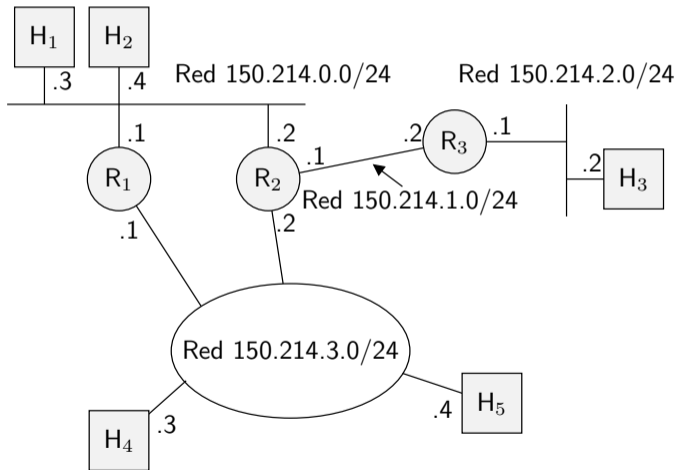 H1 H2
.3 .4 Red 150.214.0.0/24 Red 150.214.2.0/24
.1 .2 .1 .2 R3 .1
R1 R2 .2 H3
Red 150.214.1.0/24
.1 .2
Red 150.214.3.0/24
.3 .4 H5
H4